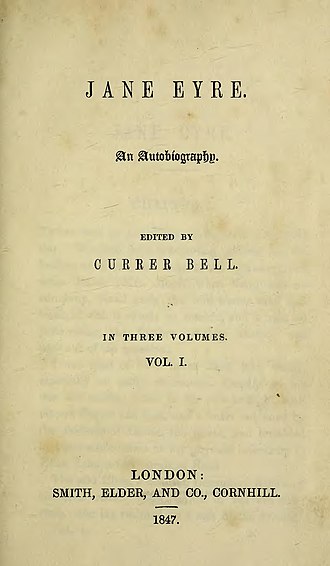 JANE EYRE.
An Autobiography.
EDITED BY
CURRER BELL.
IN THREE VOLUMES.
VOL. I.
LONDON:
SMITH, ELDER, AND CO., CORNHILL.
1847.